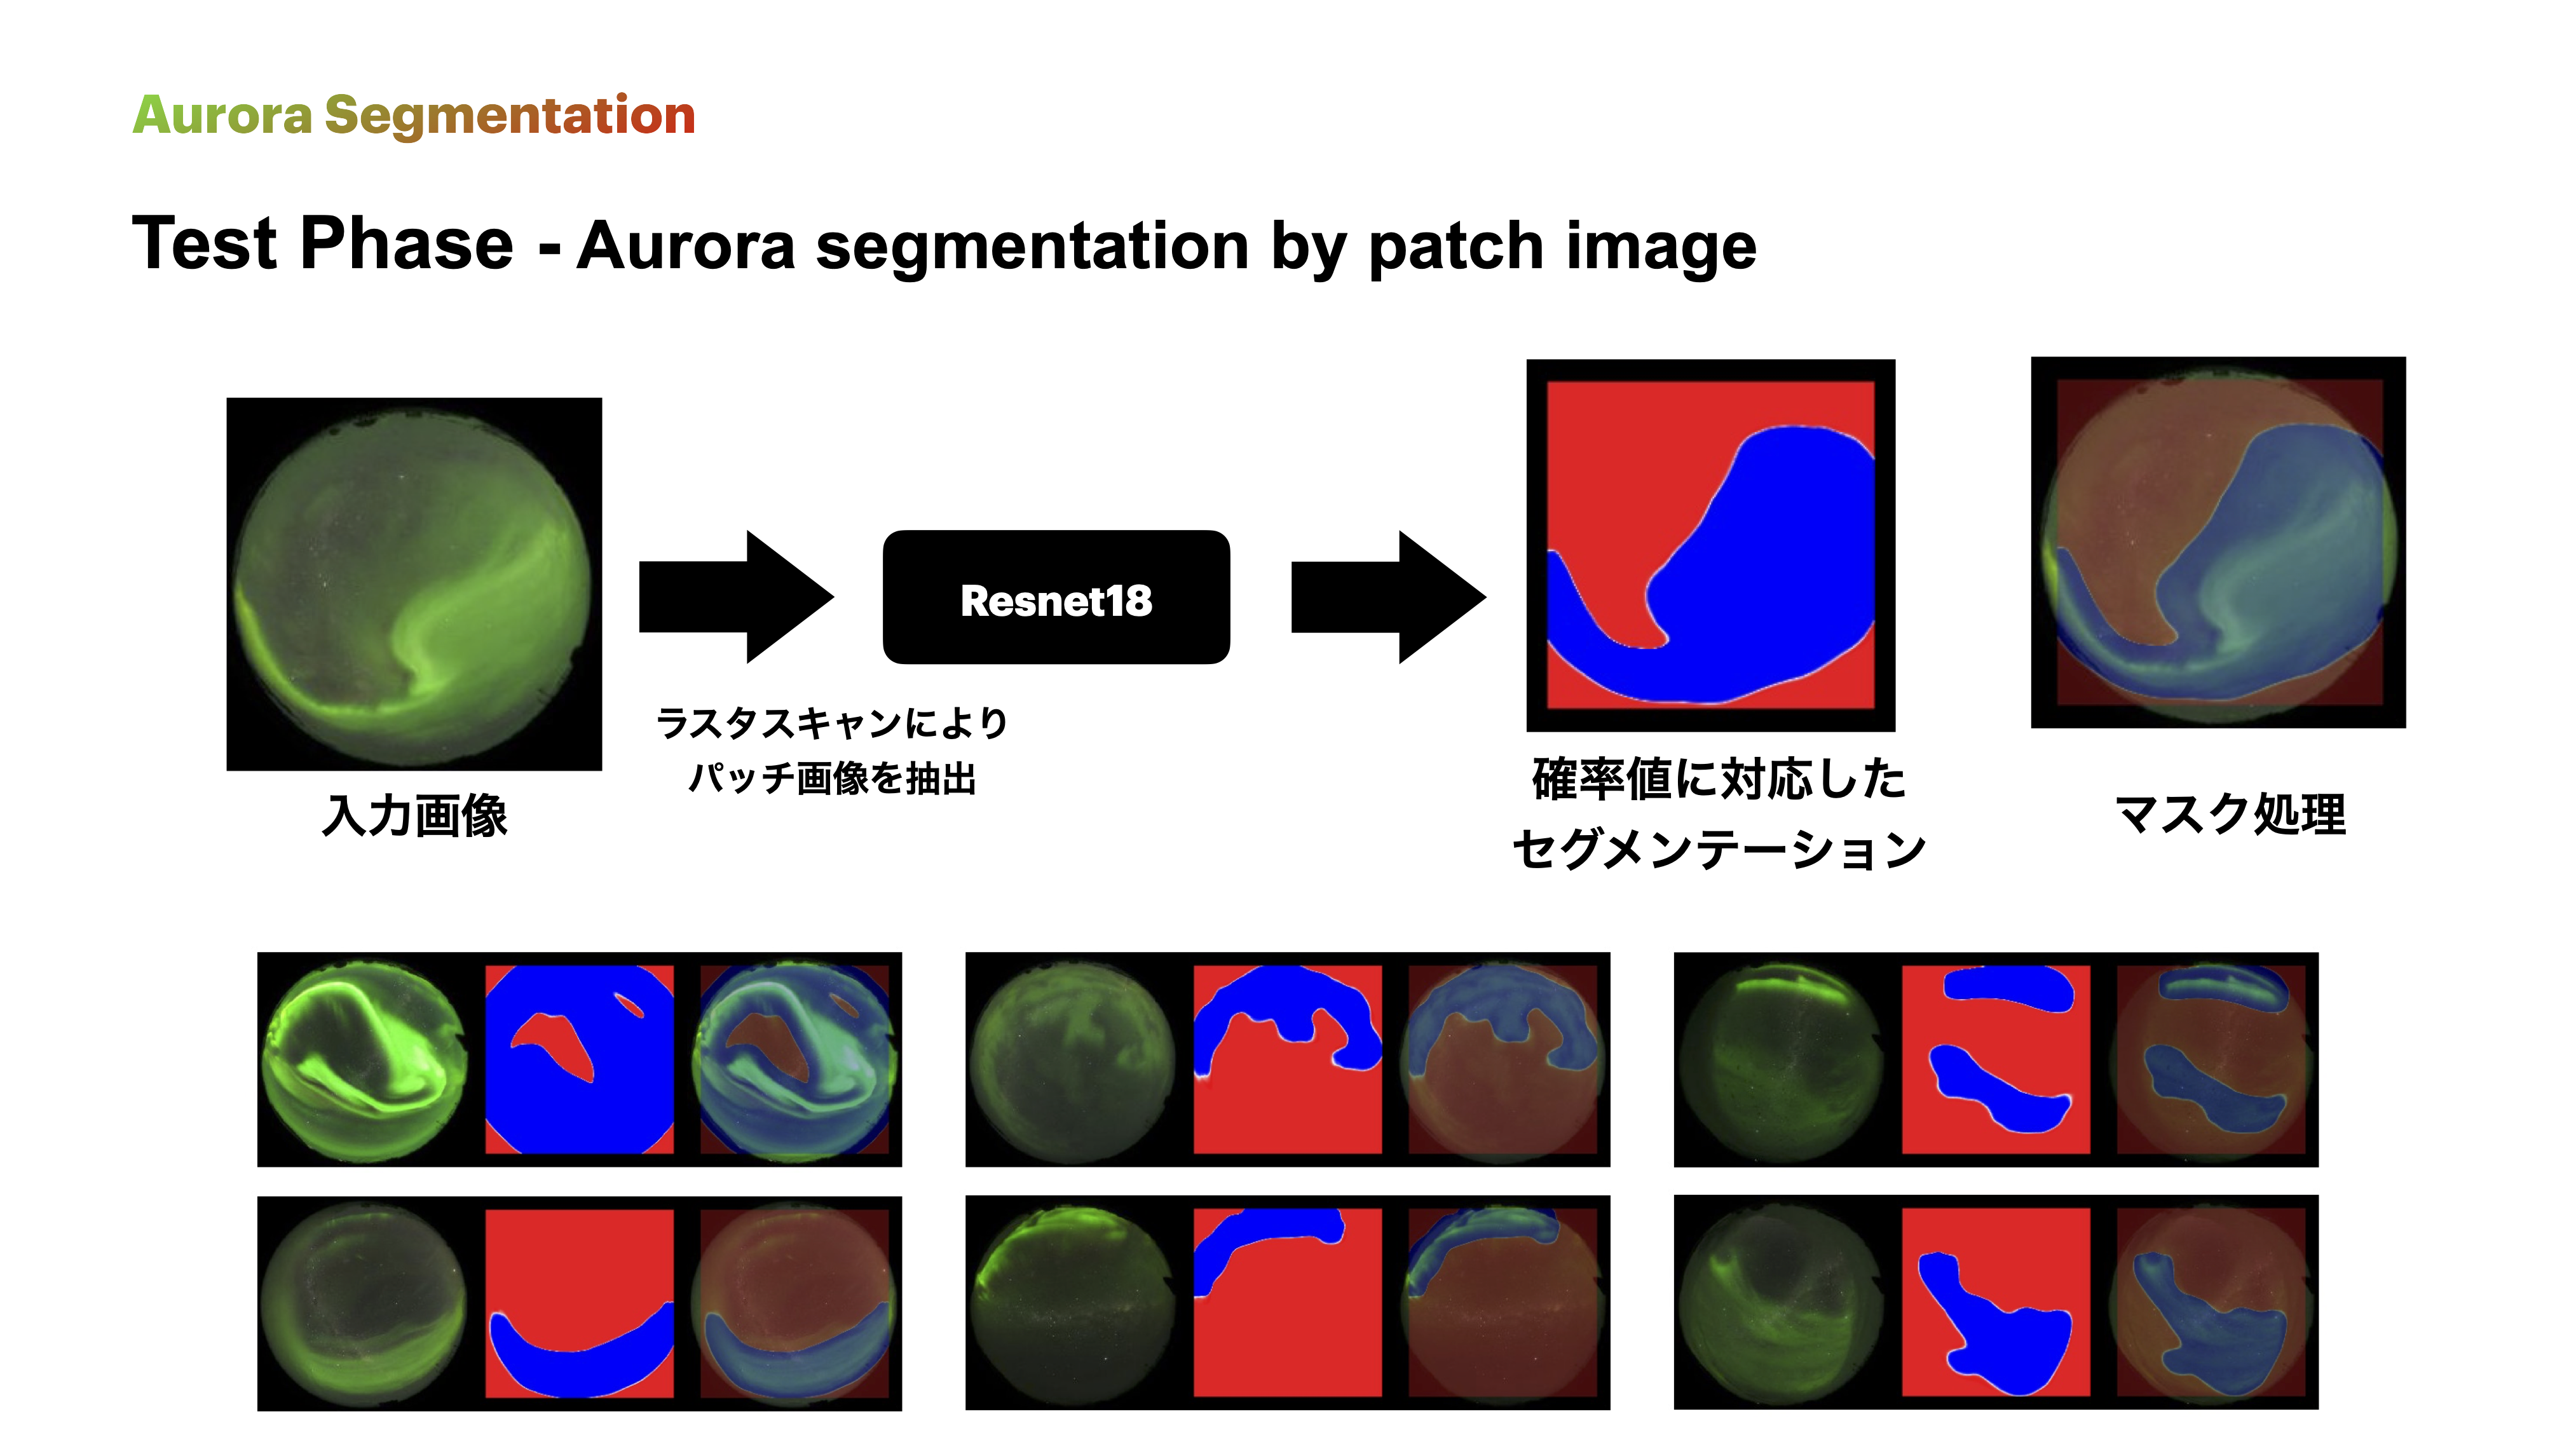 Aurora Segmentation
Test Phase - Aurora segmentation by patch image
Resnet18
ラスタスキャンにより
パッチ画像を抽出
入力画像
確率値に対応した
セグメンテーション
マスク処理